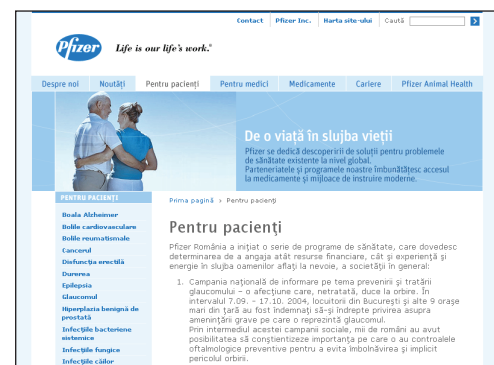 Contact Pfizer Inc. Harta site-ului Caută
Pfizer Life is our life's work.®
Despre noi Noutăţi Pentru pacienţi Pentru medici Medicamente Cariere Pfizer Animal Health
De o viaţă în slujba vieţii
Pfizer se dedică descoperirii de soluţii pentru problemele
de sănătate existente la nivel global.
Parteneriatele şi programele noastre îmbunătăţesc accesul
la medicamente şi mijloace de instruire moderne.
PENTRU PACIENŢI
Boala Alzheimer
Bolile cardiovasculare
Bolile reumatismale
Cancerul
Disfuncţia erectilă
Durerea
Epilepsia
Glaucomul
Hiperplazia benignă de
prostată
Infecţiile bacteriene
sistemice
Infecţiile fungice
Infecţiile căilor
Prima pagină > Pentru pacienţi
Pentru pacienţi
Pfizer România a iniţiat o serie de programe de sănătate, care dovedesc
determinarea de a angaja atât resurse financiare, cât şi experienţă şi
energie în slujba oamenilor aflaţi la nevoie, a societăţii în general:
1. Campania naţională de informare pe tema prevenirii şi tratării
glaucomului – o afecţiune care, netratată, duce la orbire. În
intervalul 7.09. – 17.10. 2004, locuitorii din Bucureşti şi alte 9 oraşe
mari din ţară au fost îndemnaţi să-şi îndrepte privirea asupra
ameninţării grave pe care o reprezintă glaucomul.
Prin intermediul acestei campanii sociale, mii de români au avut
posibilitatea să conştientizeze importanţa pe care o au controalele
oftalmologice preventive pentru a evita îmbolnăvirea şi implicit
pericolul orbirii.